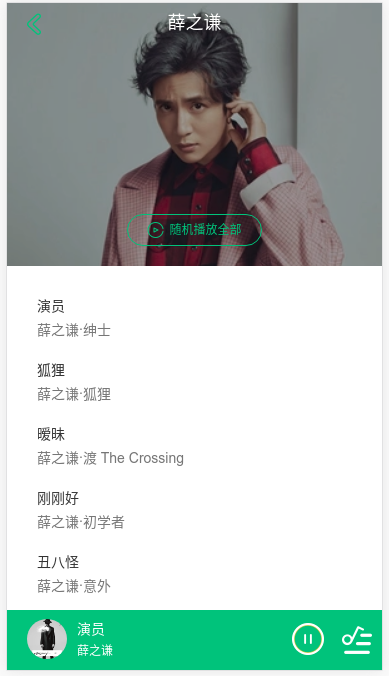 薛之谦
随机播放全部
演员
薛之谦·绅士
狐狸
薛之谦·狐狸
暧昧
薛之谦·渡 The Crossing
刚刚好
薛之谦·初学者
丑八怪
薛之谦·意外
演员
薛之谦